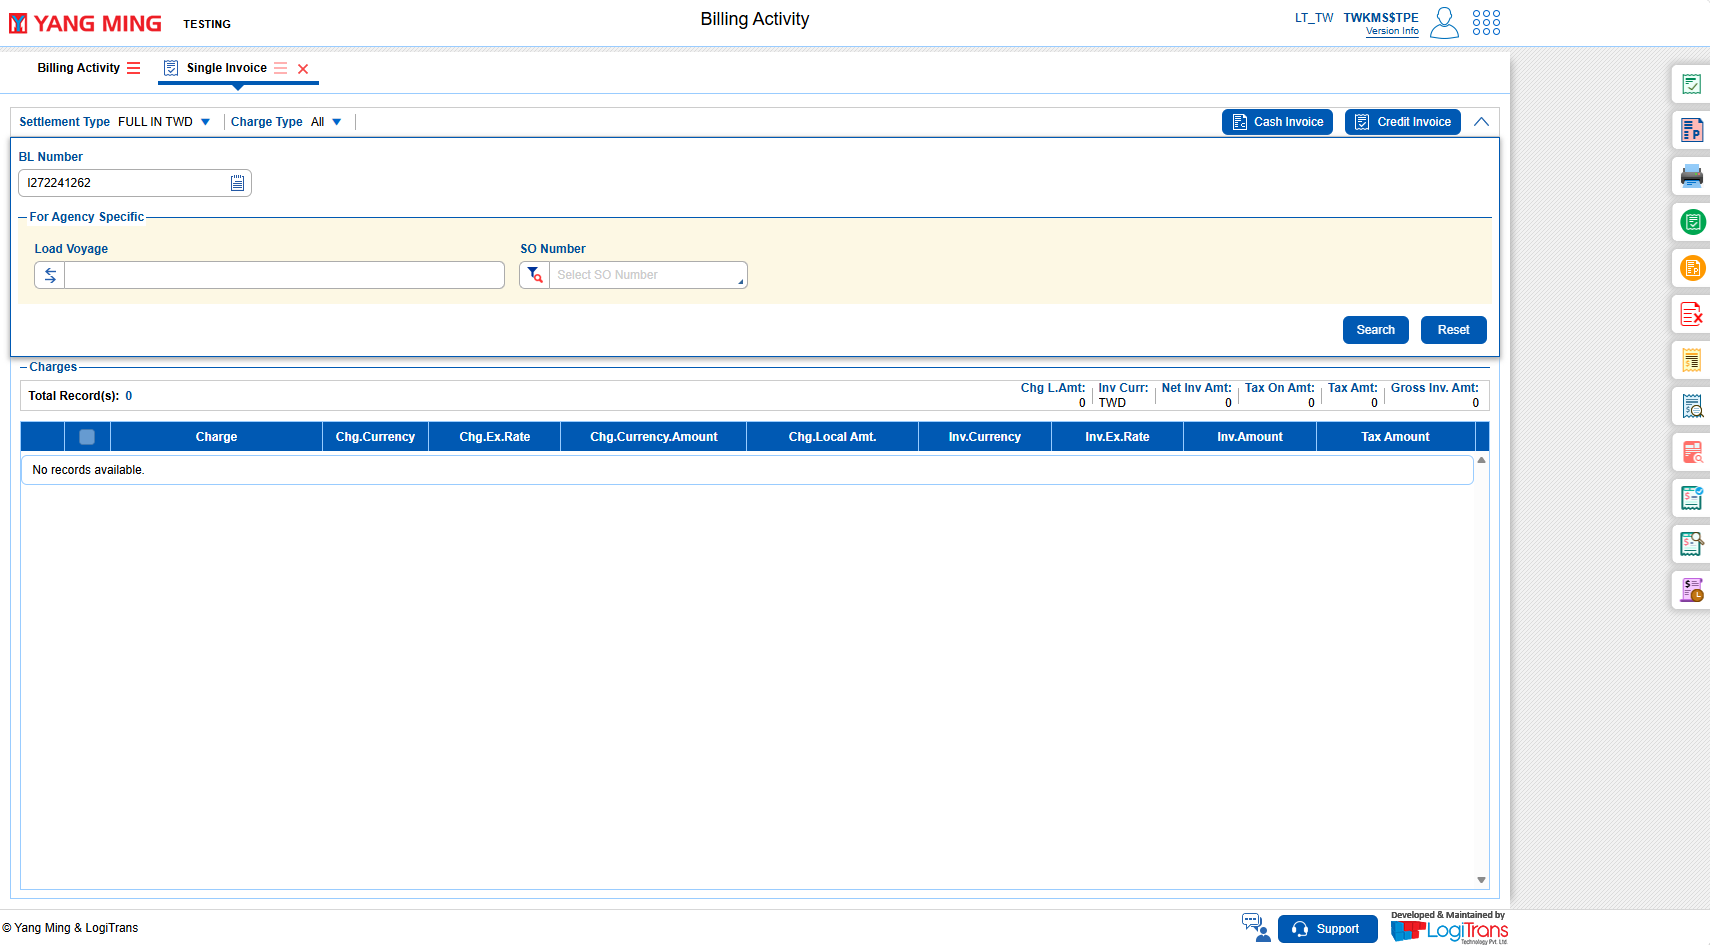 YANG MING TESTING Billing Activity LT_TW TWKMS$TPE
Version Info
Billing Activity Single Invoice
Settlement Type FULL IN TWD Charge Type All Cash Invoice Credit Invoice
BL Number
I272241262
For Agency Specific
Load Voyage SO Number
Select SO Number
Search Reset
Charges
Total Record(s): 0
Chg L.Amt: Inv Curr: Net Inv Amt: Tax On Amt: Tax Amt: Gross Inv. Amt:
0 TWD 0 0 0 0
Charge Chg.Currency Chg.Ex.Rate Chg.Currency.Amount Chg.Local Amt. Inv.Currency Inv.Ex.Rate Inv.Amount Tax Amount
No records available.
© Yang Ming & LogiTrans Support
Developed & Maintained by
LogiTrans
Technology Pvt. Ltd.